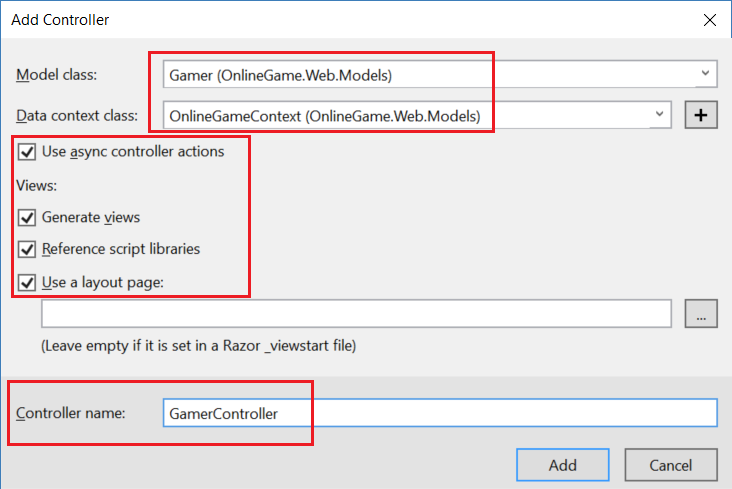 Add Controller
Model class: Gamer (OnlineGame.Web.Models)
Data context class: OnlineGameContext (OnlineGame.Web.Models) +
Use async controller actions
Views:
Generate views
Reference script libraries
Use a layout page:
...
(Leave empty if it is set in a Razor _viewstart file)
Controller name: GamerController
Add Cancel